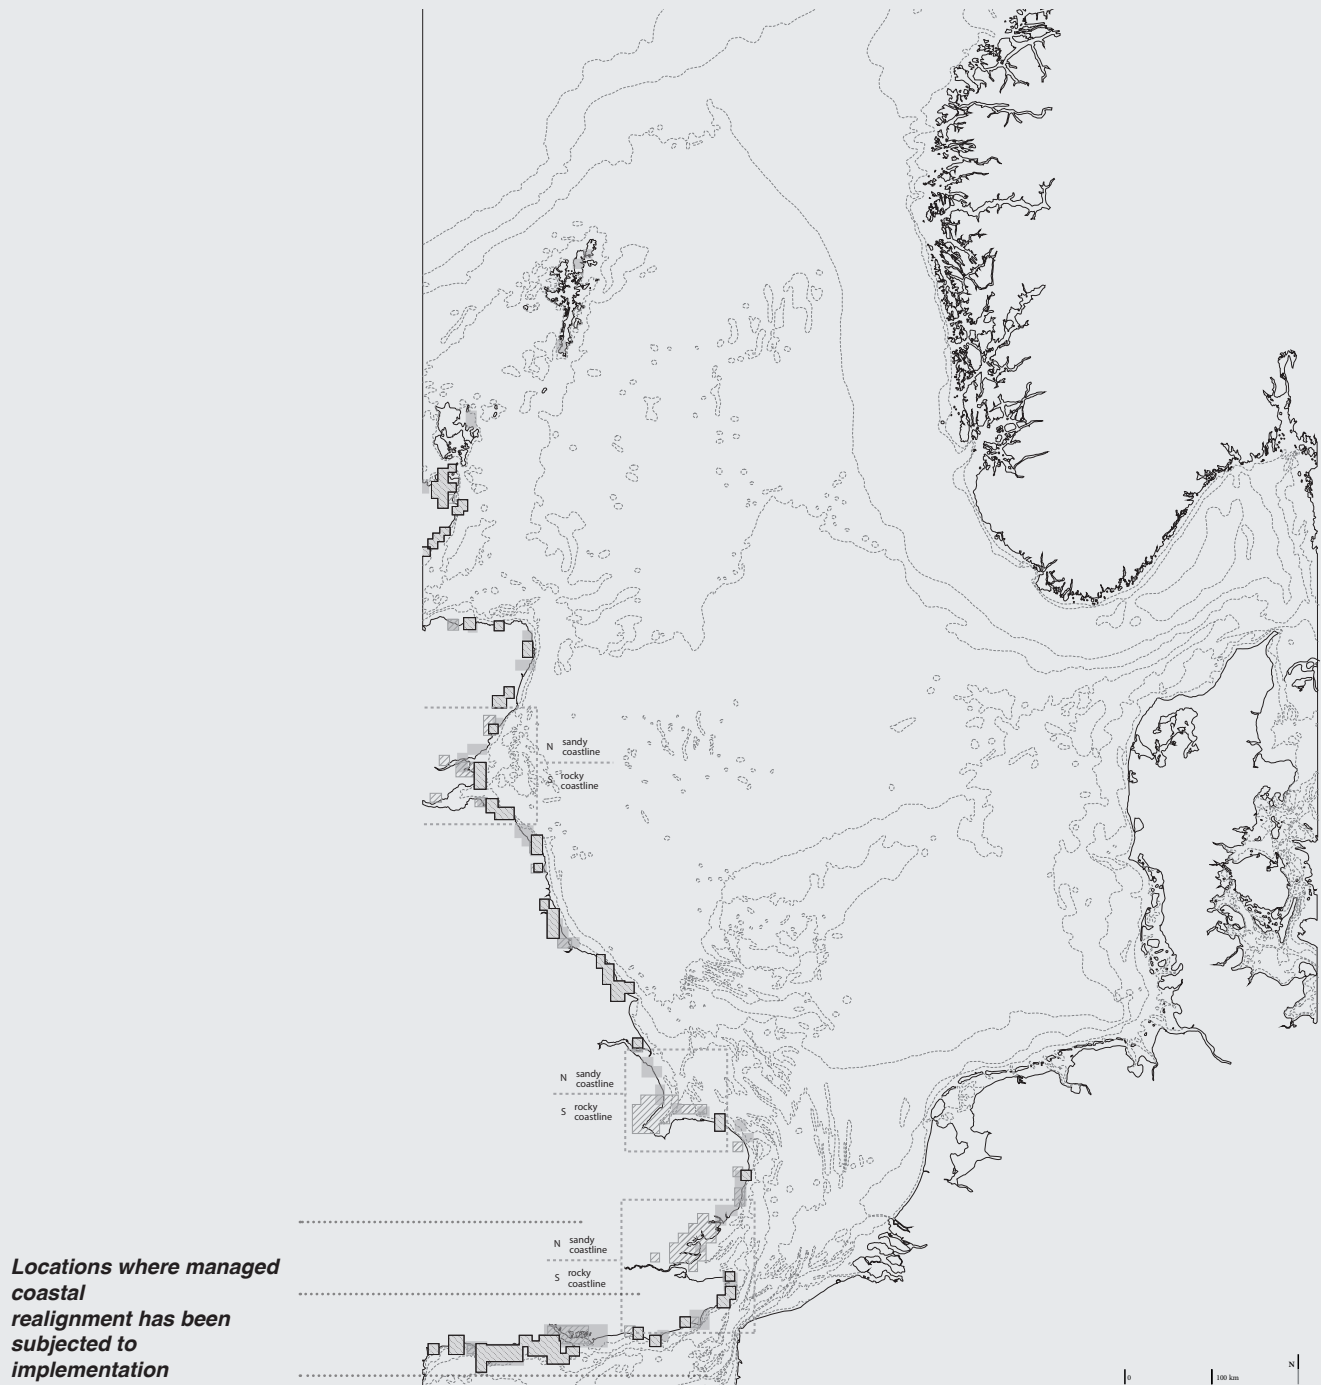 N sandy
coastline
S rocky
coastline
N sandy
coastline
S rocky
coastline
N sandy
coastline
S rocky
coastline
Locations where managed
coastal
realignment has been
subjected to
implementation
0 100 km N